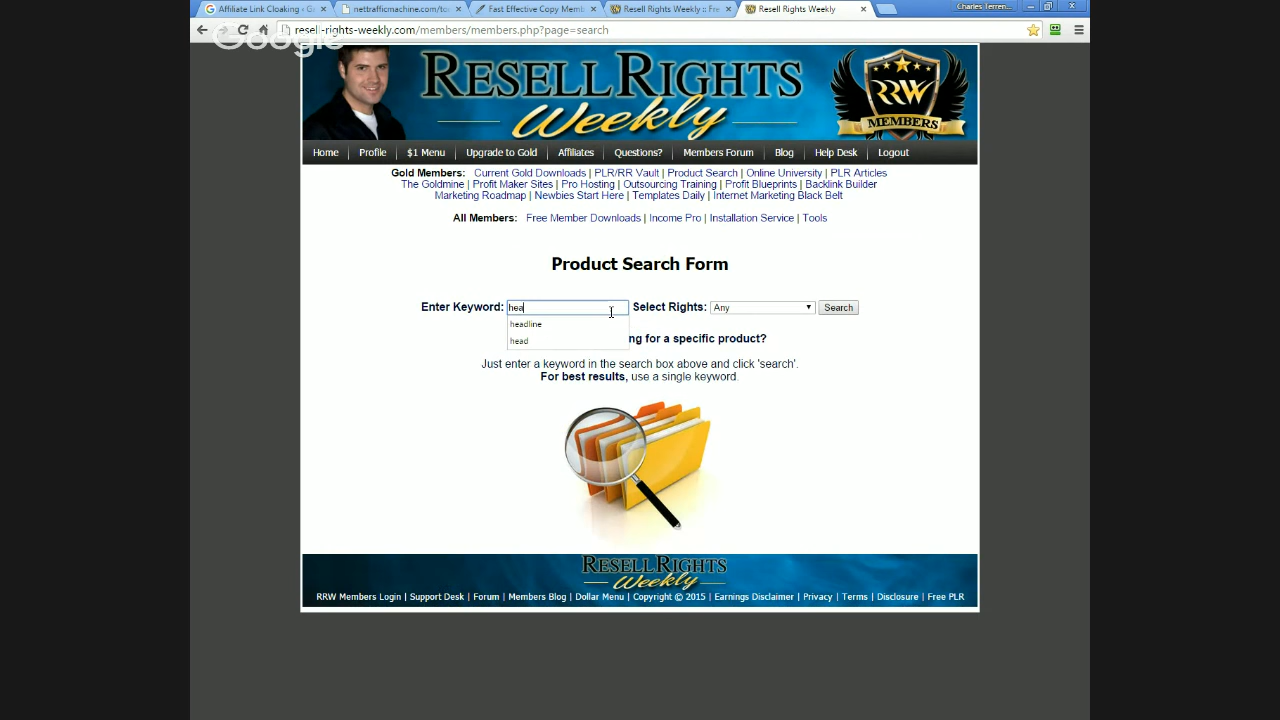 Affiliate Link Cloaking ‹ G
nettrafficmachine.com/to
Fast Effective Copy Memb
Resell Rights Weekly :: Fre
Resell Rights Weekly
Charles Terren...
Google
resell-rights-weekly.com/members/members.php?page=search
RESELL RIGHTS
Weekly
RRW
MEMBERS
Home | Profile | $1 Menu | Upgrade to Gold | Affiliates | Questions? | Members Forum | Blog | Help Desk | Logout
Gold Members: Current Gold Downloads | PLR/RR Vault | Product Search | Online University | PLR Articles
The Goldmine | Profit Maker Sites | Pro Hosting | Outsourcing Training | Profit Blueprints | Backlink Builder
Marketing Roadmap | Newbies Start Here | Templates Daily | Internet Marketing Black Belt
All Members: Free Member Downloads | Income Pro | Installation Service | Tools
Product Search Form
Enter Keyword: hea Select Rights: Any Search
headline
head
ng for a specific product?
Just enter a keyword in the search box above and click 'search'.
For best results, use a single keyword.
RESELL RIGHTS
Weekly
RRW Members Login | Support Desk | Forum | Members Blog | Dollar Menu | Copyright © 2015 | Earnings Disclaimer | Privacy | Terms | Disclosure | Free PLR